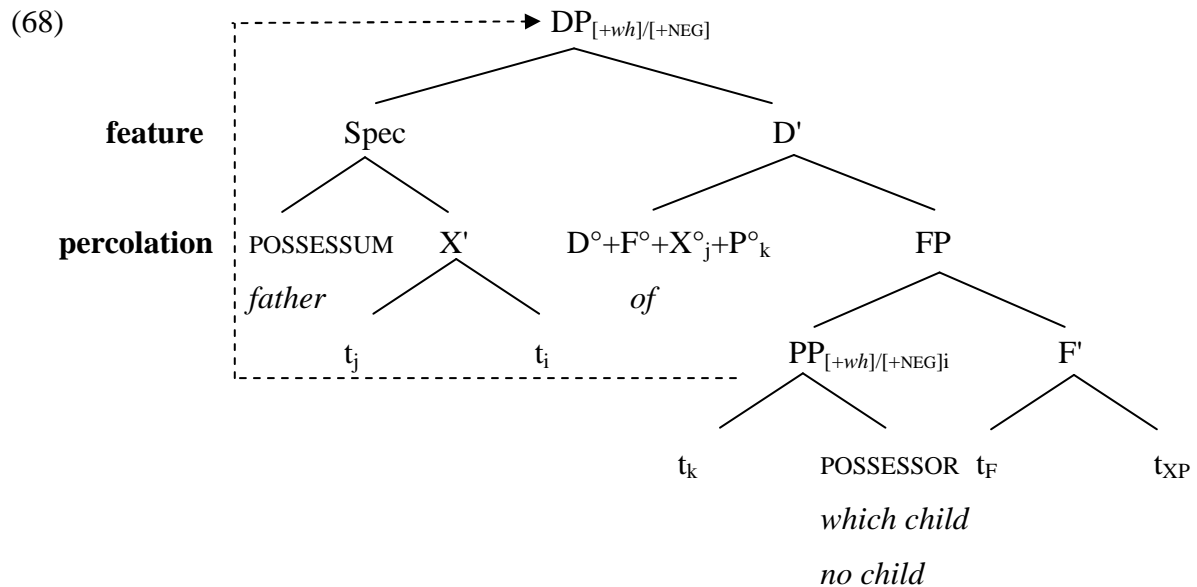 (68) DP[+wh]/[+NEG]
feature Spec D'
percolation POSSESSUM X' D°+F°+X°j+P°k FP
father of
tj ti PP[+wh]/[+NEG]i F'
tk POSSESSOR tF tXP
which child
no child